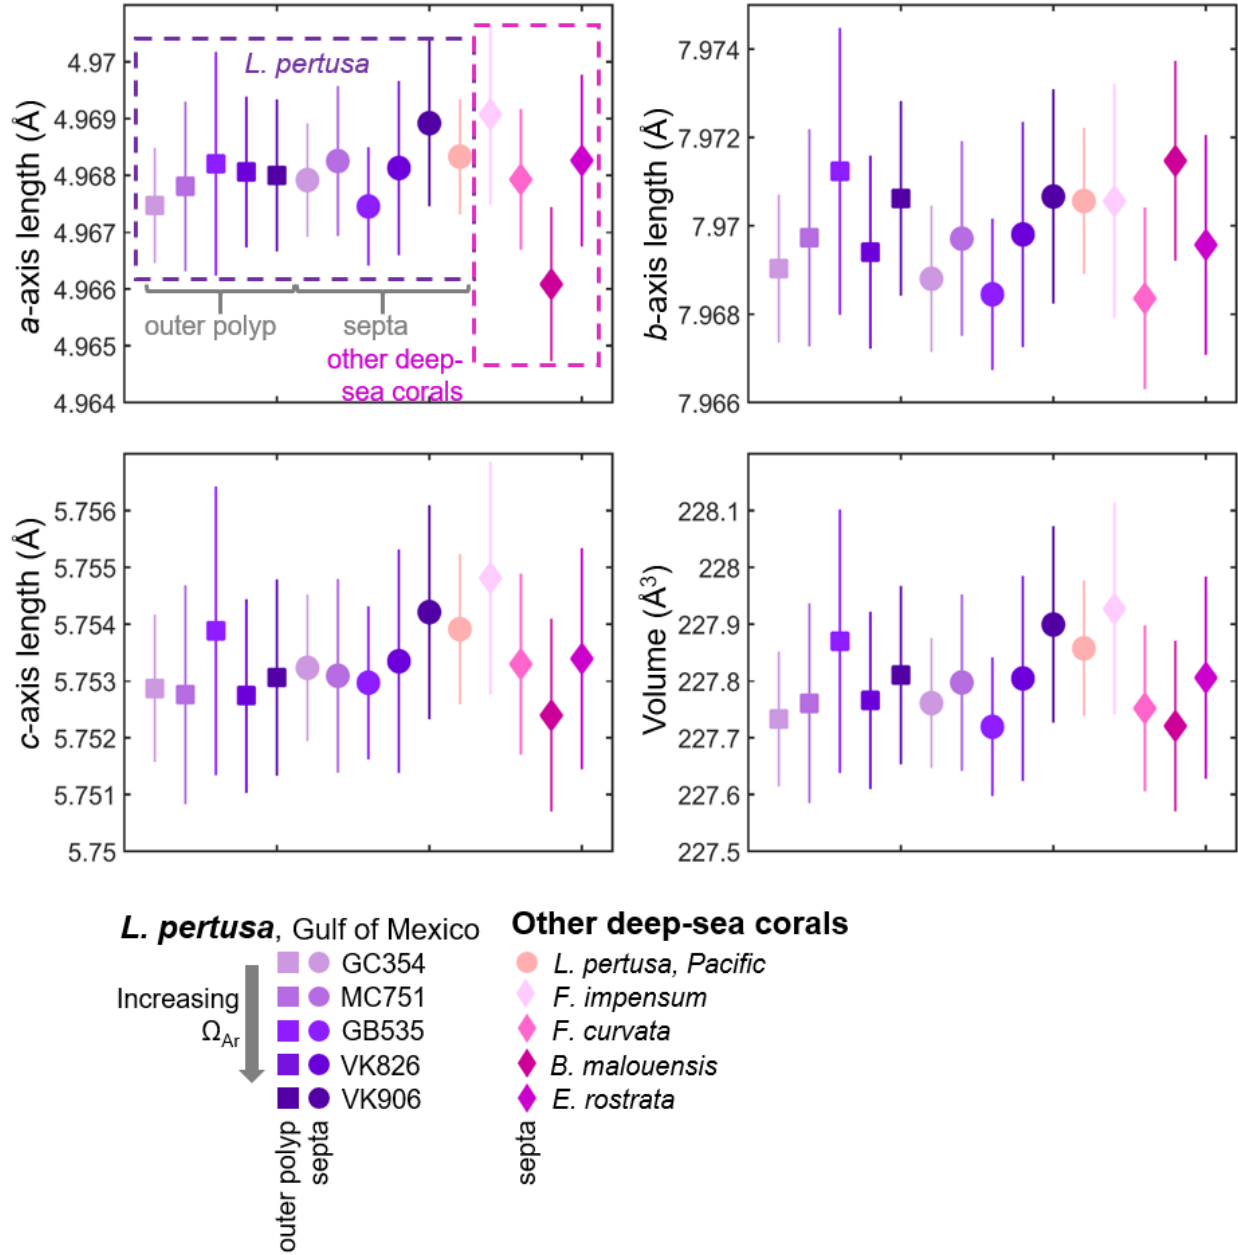 a-axis length (Å)
4.97
4.969
4.968
4.967
4.966
4.965
4.964
L. pertusa
outer polyp
septa
other deep-
sea corals
b-axis length (Å)
7.974
7.972
7.97
7.968
7.966
c-axis length (Å)
5.756
5.755
5.754
5.753
5.752
5.751
5.75
Volume (Å³)
228.1
228
227.9
227.8
227.7
227.6
227.5
L. pertusa, Gulf of Mexico
Increasing
Ω_Ar
GC354
MC751
GB535
VK826
VK906
outer polyp
septa
Other deep-sea corals
L. pertusa, Pacific
F. impensum
F. curvata
B. malouensis
E. rostrata
septa